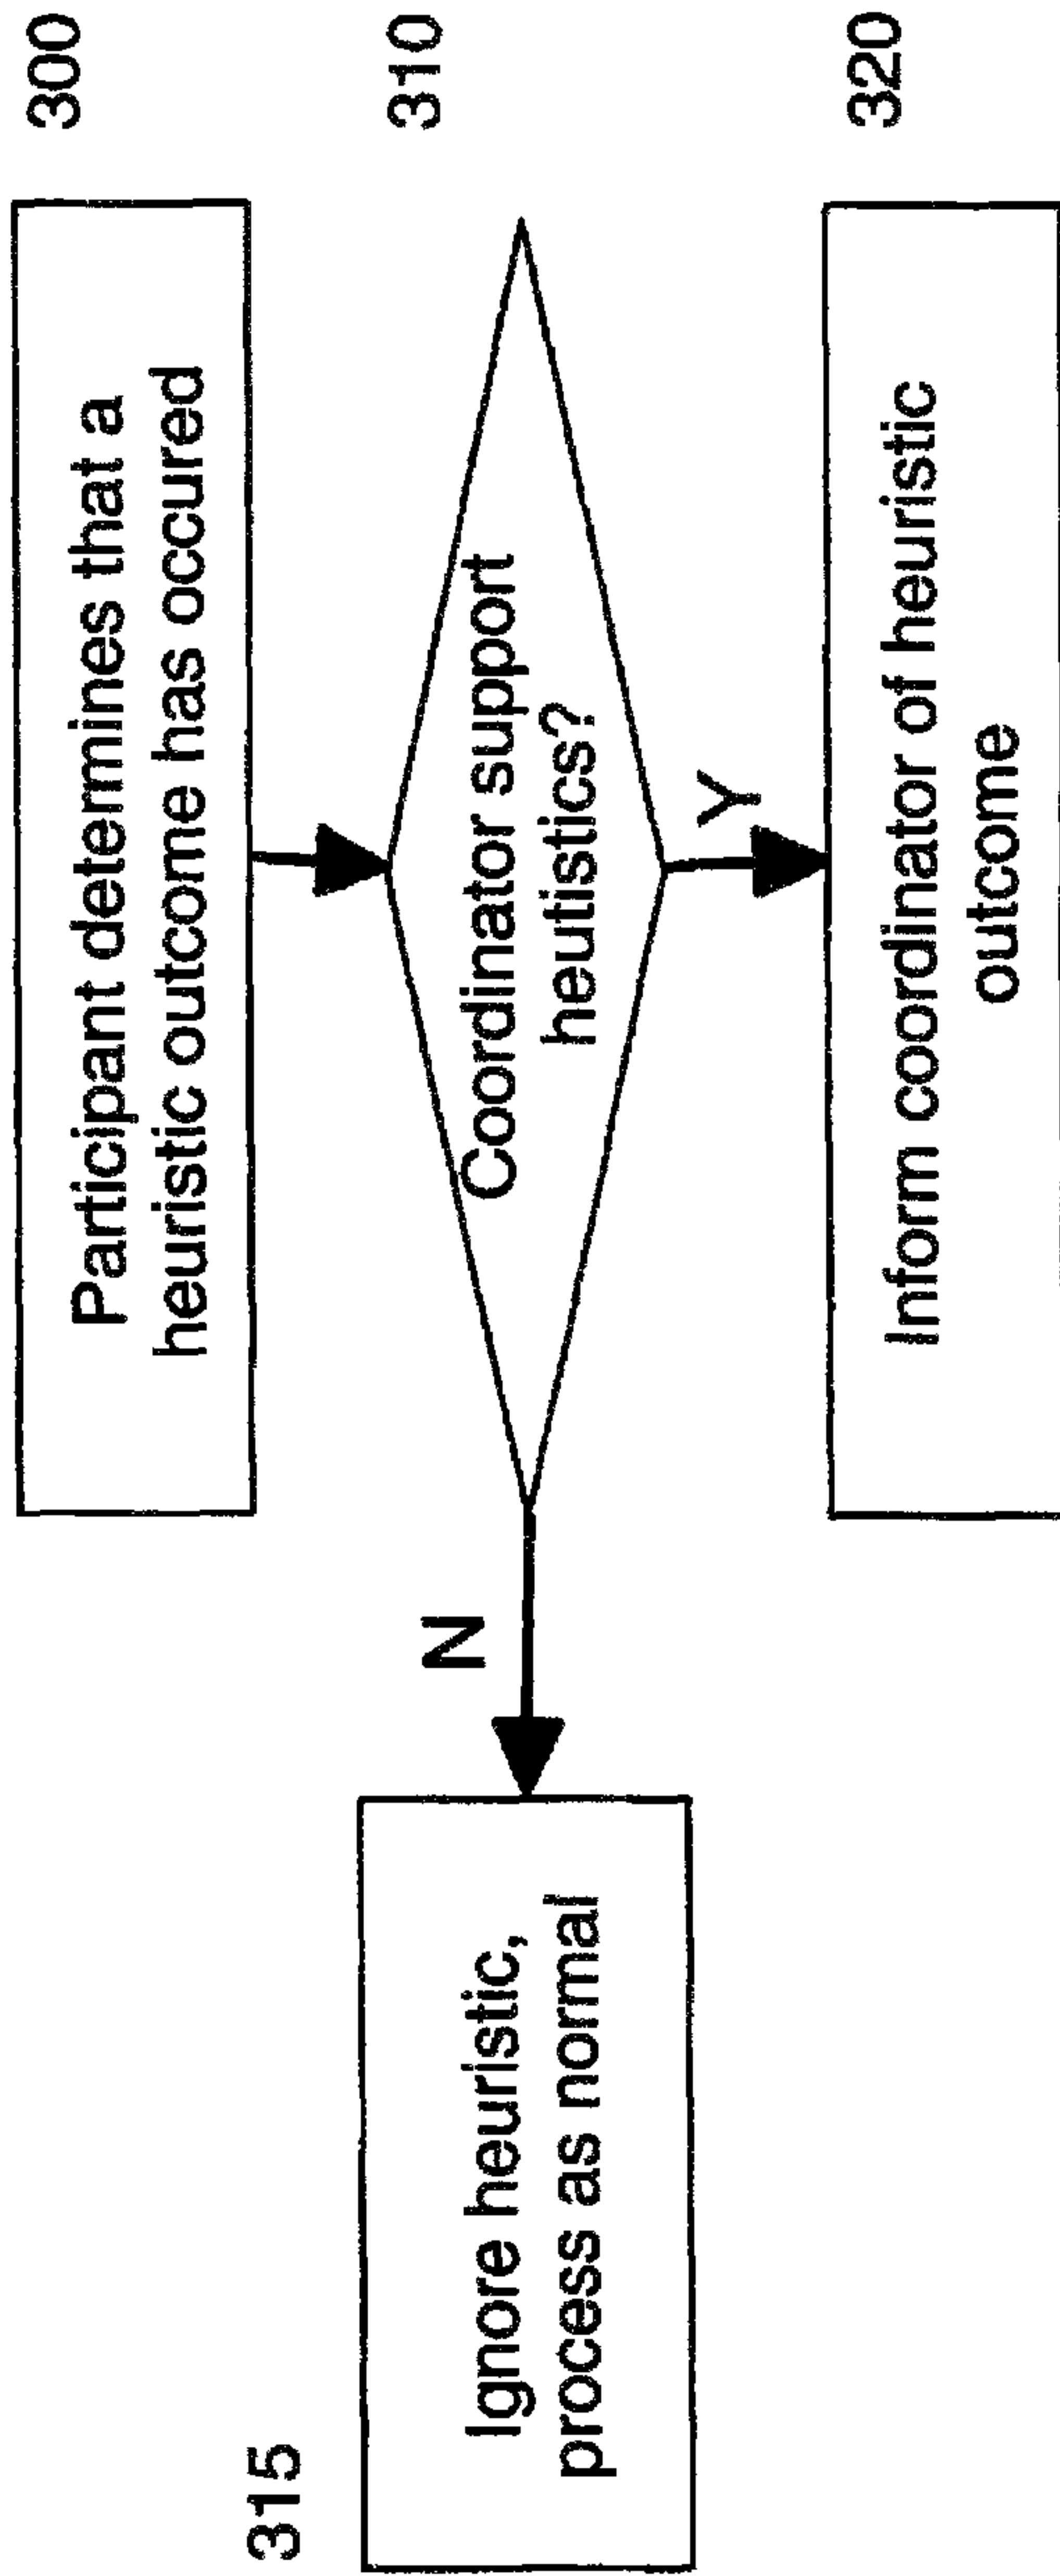 300
Participant determines that a
heuristic outcome has occured
310
Coordinator support
heutistics?
N
Y
315
Ignore heuristic,
process as normal
320
Inform coordinator of heuristic
outcome